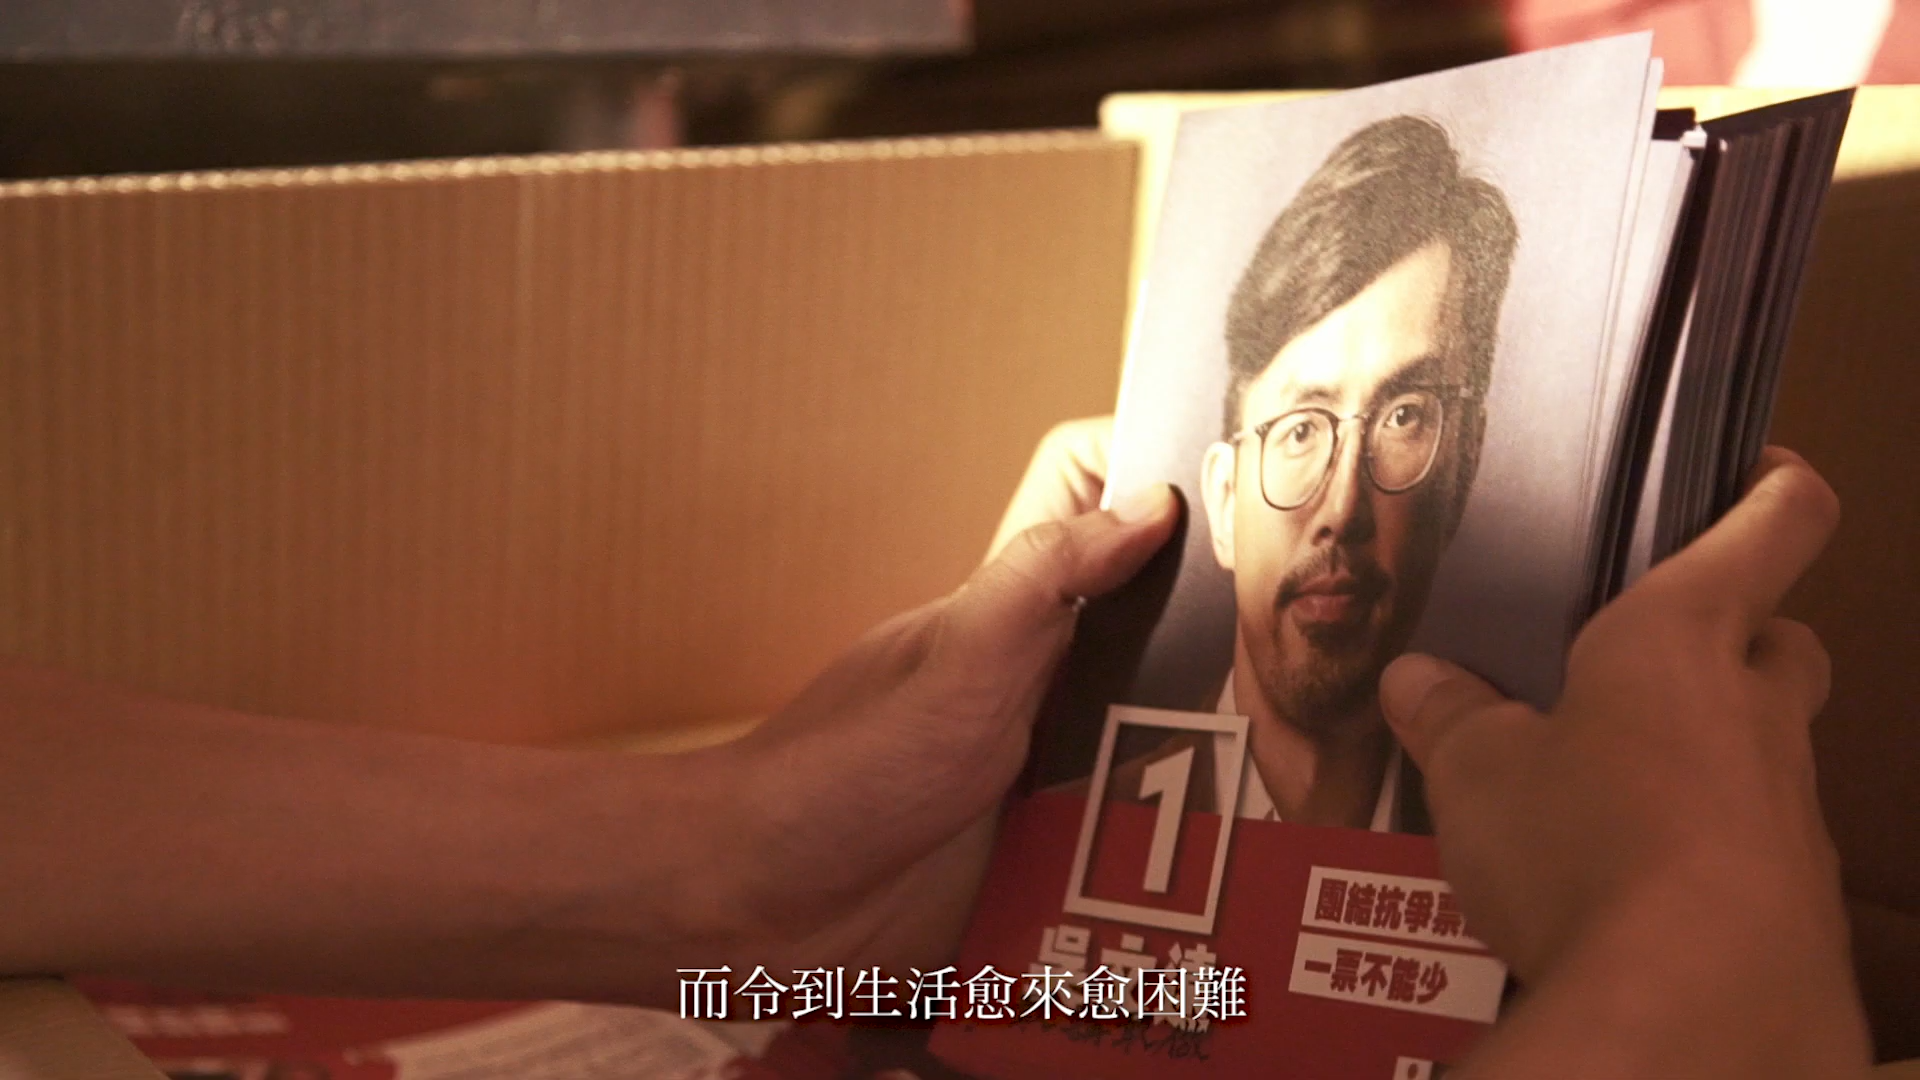 1
團結抗爭票
一票不能少
而令到生活愈來愈困難